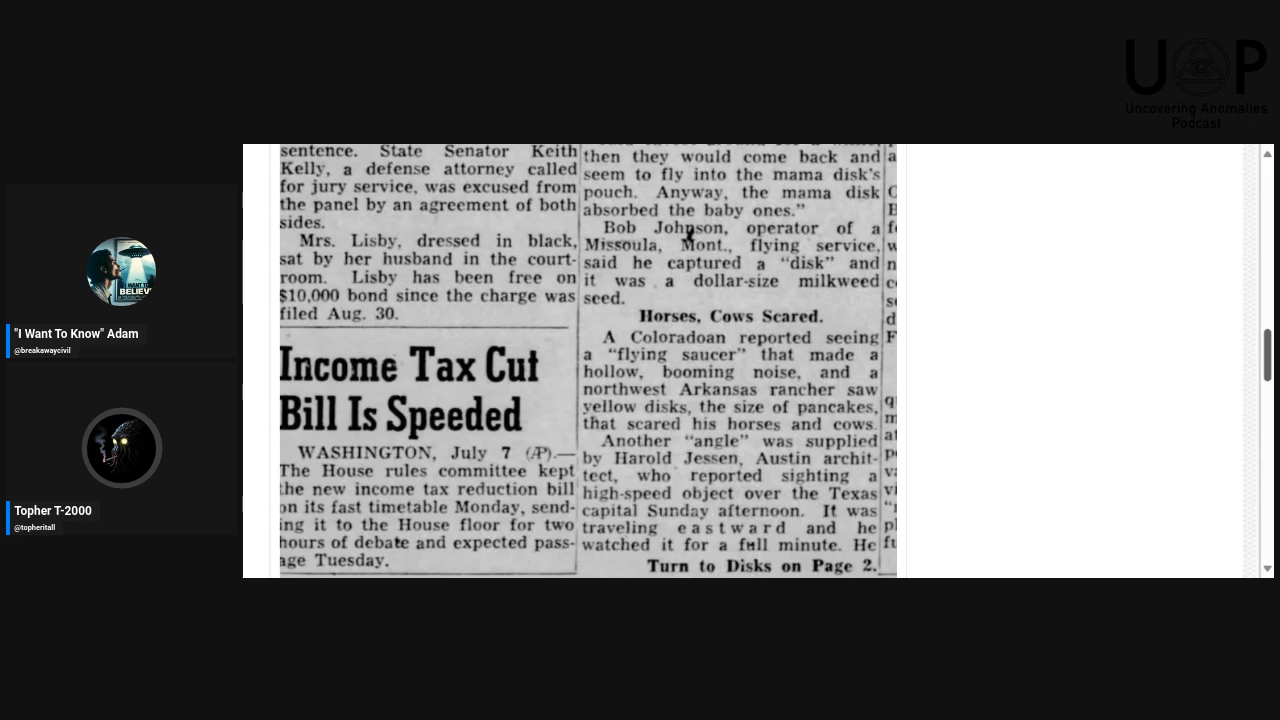 UAP
Uncovering Anomalies
Podcast
"I Want To Know" Adam
@breakawaycivil
Topher T-2000
@topheritall
sentence. State Senator Keith
Kelly, a defense attorney called
for jury service, was excused from
the panel by an agreement of both
sides.
Mrs. Lisby, dressed in black,
sat by her husband in the court-
room. Lisby has been free on
$10,000 bond since the charge was
filed Aug. 30.
Income Tax Cut
Bill Is Speeded
WASHINGTON, July 7 (AP).—
The House rules committee kept
the new income tax reduction bill
on its fast timetable Monday, send-
ing it to the House floor for two
hours of debate and expected pass-
age Tuesday.
then they would come back and
seem to fly into the mama disk's
pouch. Anyway, the mama disk
absorbed the baby ones."
Bob Johnson, operator of a
Missoula, Mont., flying service,
said he captured a "disk" and
it was a dollar-size milkweed
seed.
Horses, Cows Scared.
A Coloradoan reported seeing
a "flying saucer" that made a
hollow, booming noise, and a
northwest Arkansas rancher saw
yellow disks, the size of pancakes,
that scared his horses and cows.
Another "angle" was supplied
by Harold Jessen, Austin archit-
tect, who reported sighting a
high-speed object over the Texas
capital Sunday afternoon. It was
traveling eastward and he
watched it for a full minute. He
Turn to Disks on Page 2.